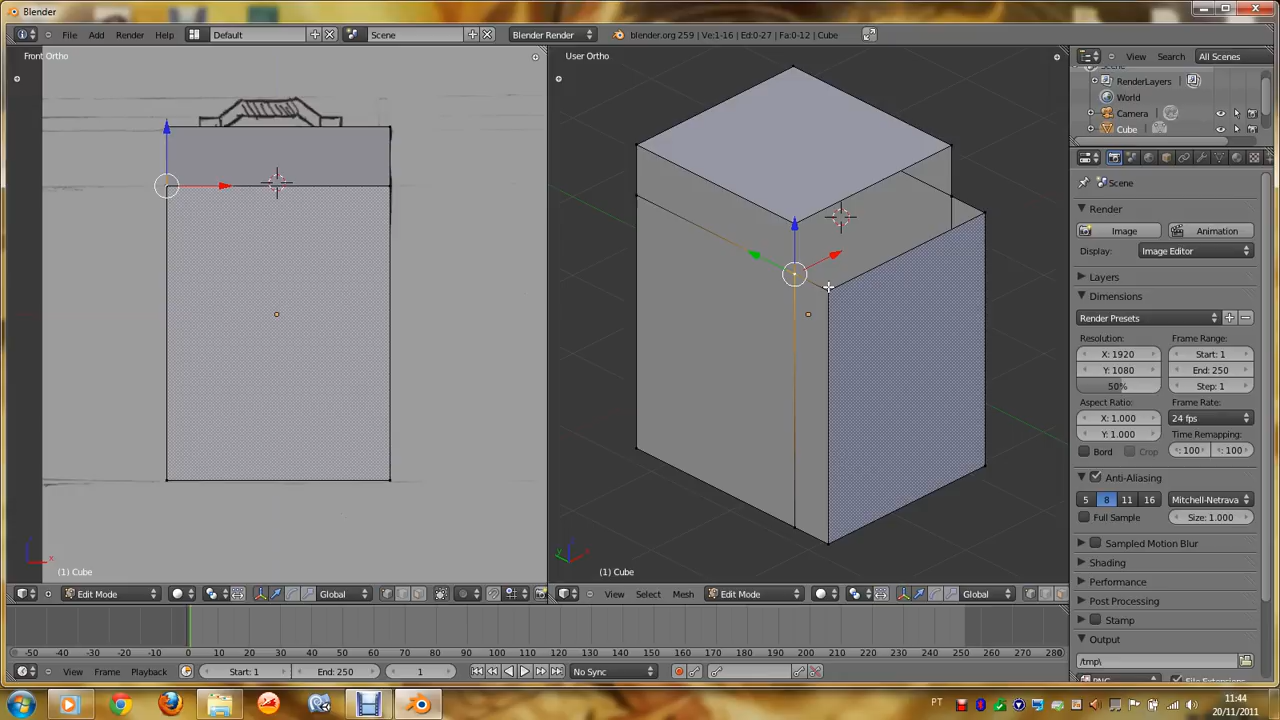 Blender
File Add Render Help Default Scene Blender Render blender.org 259 | Ve:1-16 | Ed:0-27 | Fa:0-12 | Cube
View Search All Scenes
Front Ortho
User Ortho
RenderLayers
World
Camera
Cube
Scene
Render
Image Animation
Display: Image Editor
Layers
Dimensions
Render Presets
Resolution: Frame Range:
X: 1920 Start: 1
Y: 1080 End: 250
50% Step: 1
Aspect Ratio: Frame Rate:
X: 1.000 24 fps
Y: 1.000 Time Remapping:
Bord Crop : 100 : 100
Anti-Aliasing
5 8 11 16 Mitchell-Netrava
Full Sample Size: 1.000
Sampled Motion Blur
Shading
Performance
Post Processing
Stamp
Output
/tmp\
z x
(1) Cube
(1) Cube
Edit Mode Global
View Select Mesh Edit Mode Global
-50 -40 -30 -20 -10 0 10 20 30 40 50 60 70 80 90 100 110 120 130 140 150 160 170 180 190 200 210 220 230 240 250 260 270 280
View Frame Playback Start: 1 End: 250 1 No Sync
PT
11:44
20/11/2011